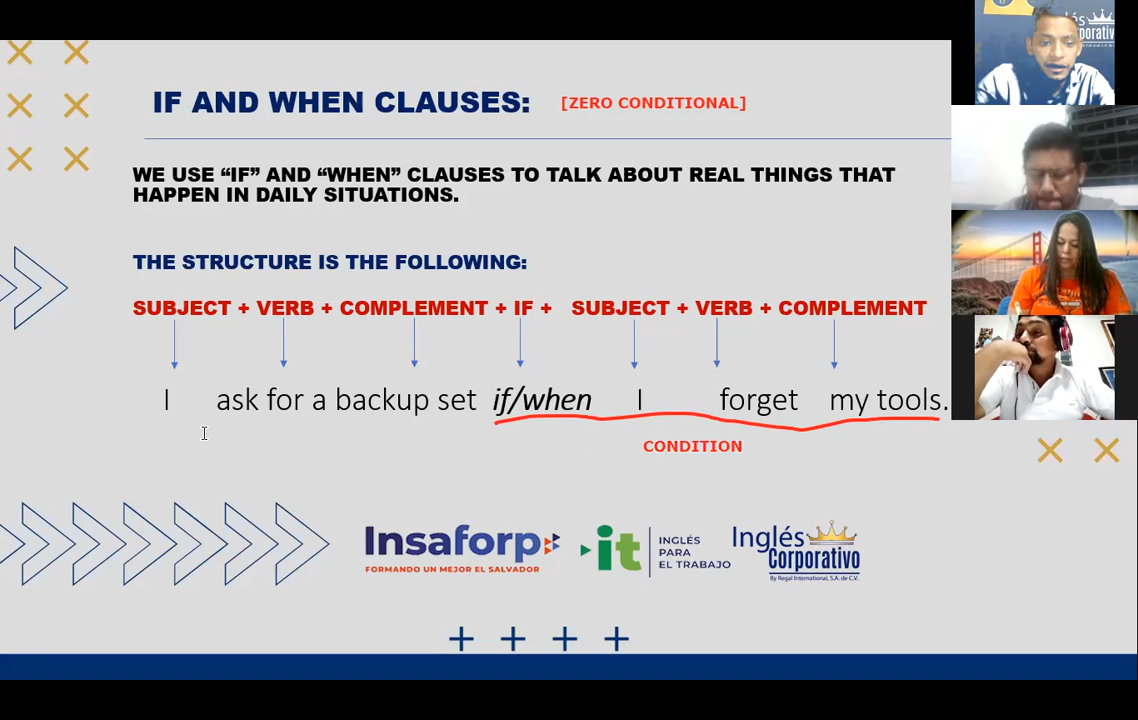 IF AND WHEN CLAUSES: [ZERO CONDITIONAL]
WE USE “IF” AND “WHEN” CLAUSES TO TALK ABOUT REAL THINGS THAT
HAPPEN IN DAILY SITUATIONS.
THE STRUCTURE IS THE FOLLOWING:
SUBJECT + VERB + COMPLEMENT + IF + SUBJECT + VERB + COMPLEMENT
I ask for a backup set if/when I forget my tools.
CONDITION
Insaforp
FORMANDO UN MEJOR EL SALVADOR
it
INGLÉS
PARA
EL TRABAJO
Inglés
Corporativo
By Regal International, S.A. de C.V.